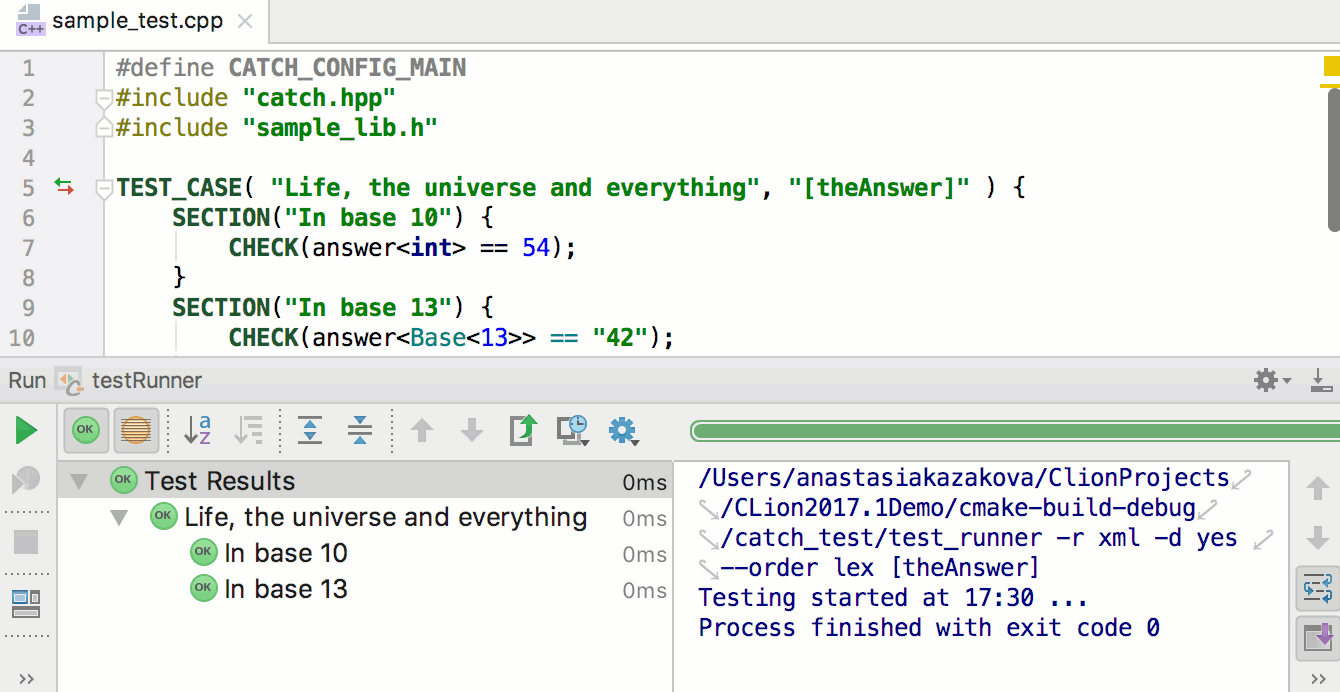 C++ sample_test.cpp
1 #define CATCH_CONFIG_MAIN
2 #include "catch.hpp"
3 #include "sample_lib.h"
4
5 TEST_CASE( "Life, the universe and everything", "[theAnswer]" ) {
6 SECTION("In base 10") {
7 CHECK(answer<int> == 54);
8 }
9 SECTION("In base 13") {
10 CHECK(answer<Base<13>> == "42");
Run testRunner
OK
a
z
OK Test Results 0ms
OK Life, the universe and everything 0ms
OK In base 10 0ms
OK In base 13 0ms
/Users/anastasiakazakova/ClionProjects
/CLion2017.1Demo/cmake-build-debug
/catch_test/test_runner -r xml -d yes
--order lex [theAnswer]
Testing started at 17:30 ...
Process finished with exit code 0